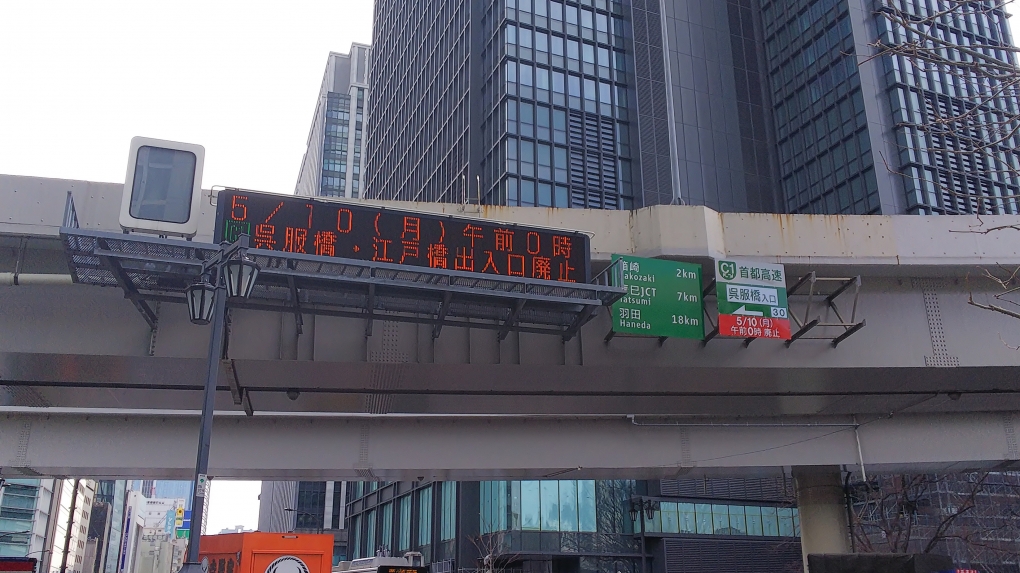 5/10(月)午前0時
呉服橋・江戸橋出入口廃止
箱崎 2km
Hakozaki
辰巳JCT 7km
Tatsumi
羽田 18km
Haneda
C1 首都高速
呉服橋入口
30
5/10(月)
午前0時 廃止